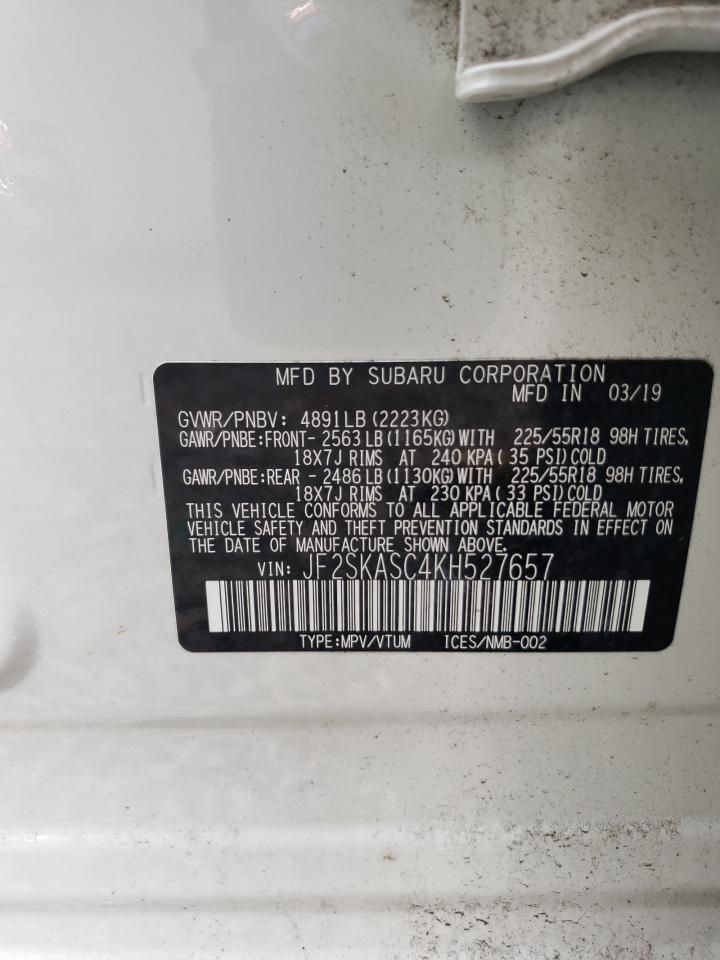 MFD BY SUBARU CORPORATION
MFD IN 03/19
GVWR/PNBV: 4891LB (2223KG)
GAWR/PNBE:FRONT- 2563LB (1165KG) WITH 225/55R18 98H TIRES,
18X7J RIMS AT 240 KPA ( 35 PSI) COLD
GAWR/PNBE:REAR - 2486LB (1130KG) WITH 225/55R18 98H TIRES,
18X7J RIMS AT 230 KPA ( 33 PSI) COLD
THIS VEHICLE CONFORMS TO ALL APPLICABLE FEDERAL MOTOR
VEHICLE SAFETY AND THEFT PREVENTION STANDARDS IN EFFECT ON
THE DATE OF MANUFACTURE SHOWN ABOVE.
VIN: JF2SKASC4KH527657
TYPE:MPV/VTUM ICES/NMB-002